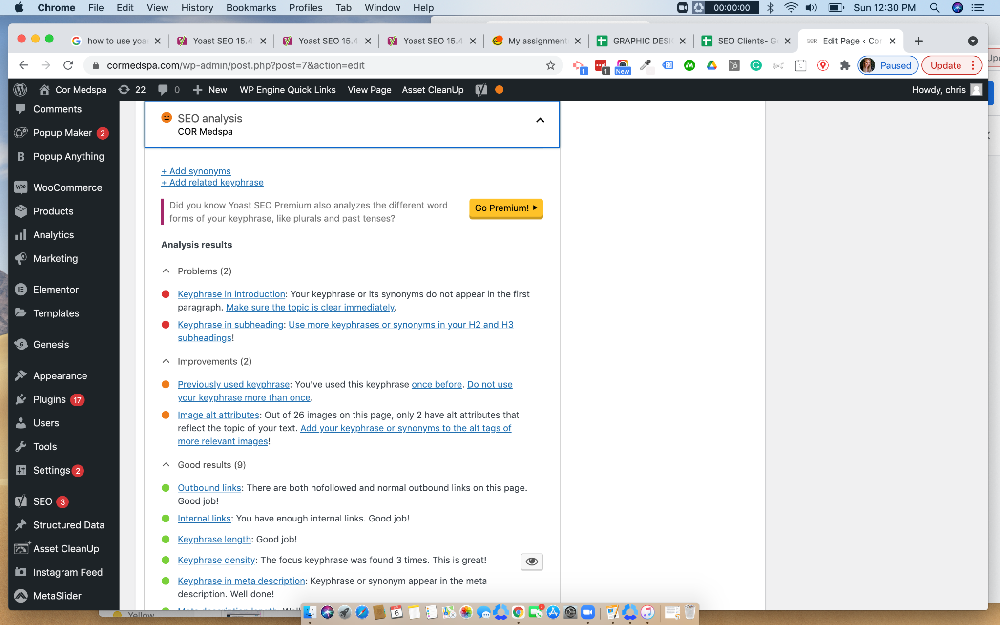 Chrome File Edit View History Bookmarks Profiles Tab Window Help 00:00:00 Sun 12:30 PM
how to use yoa
Yoast SEO 15.4
Yoast SEO 15.4
Yoast SEO 15.4
My assignment
GRAPHIC DESI
SEO Clients- G
Edit Page ‹ Cor
cormedspa.com/wp-admin/post.php?post=7&action=edit
1
1
New
Paused
Update
Cor Medspa 22 0 New WP Engine Quick Links View Page Asset CleanUp Howdy, chris
Comments
Popup Maker 2
Popup Anything
WooCommerce
Products
Analytics
Marketing
Elementor
Templates
Genesis
Appearance
Plugins 17
Users
Tools
Settings 2
SEO 3
Structured Data
Asset CleanUp
Instagram Feed
MetaSlider
SEO analysis
COR Medspa
+ Add synonyms
+ Add related keyphrase
Did you know Yoast SEO Premium also analyzes the different word
forms of your keyphrase, like plurals and past tenses?
Go Premium!
Analysis results
Problems (2)
Keyphrase in introduction: Your keyphrase or its synonyms do not appear in the first
paragraph. Make sure the topic is clear immediately.
Keyphrase in subheading: Use more keyphrases or synonyms in your H2 and H3
subheadings!
Improvements (2)
Previously used keyphrase: You've used this keyphrase once before. Do not use
your keyphrase more than once.
Image alt attributes: Out of 26 images on this page, only 2 have alt attributes that
reflect the topic of your text. Add your keyphrase or synonyms to the alt tags of
more relevant images!
Good results (9)
Outbound links: There are both nofollowed and normal outbound links on this page.
Good job!
Internal links: You have enough internal links. Good job!
Keyphrase length: Good job!
Keyphrase density: The focus keyphrase was found 3 times. This is great!
Keyphrase in meta description: Keyphrase or synonym appear in the meta
description. Well done!
Meta description length: Well
Yellow